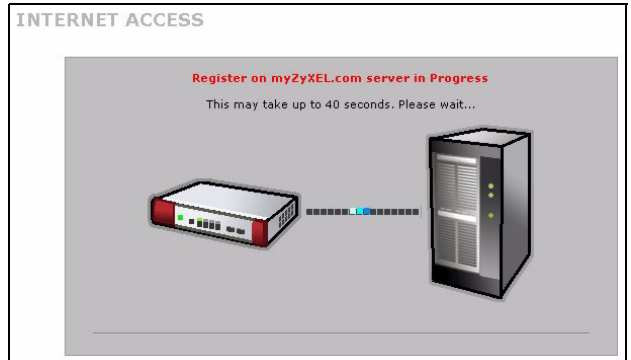 INTERNET ACCESS
Register on myZyXEL.com server in Progress
This may take up to 40 seconds. Please wait...